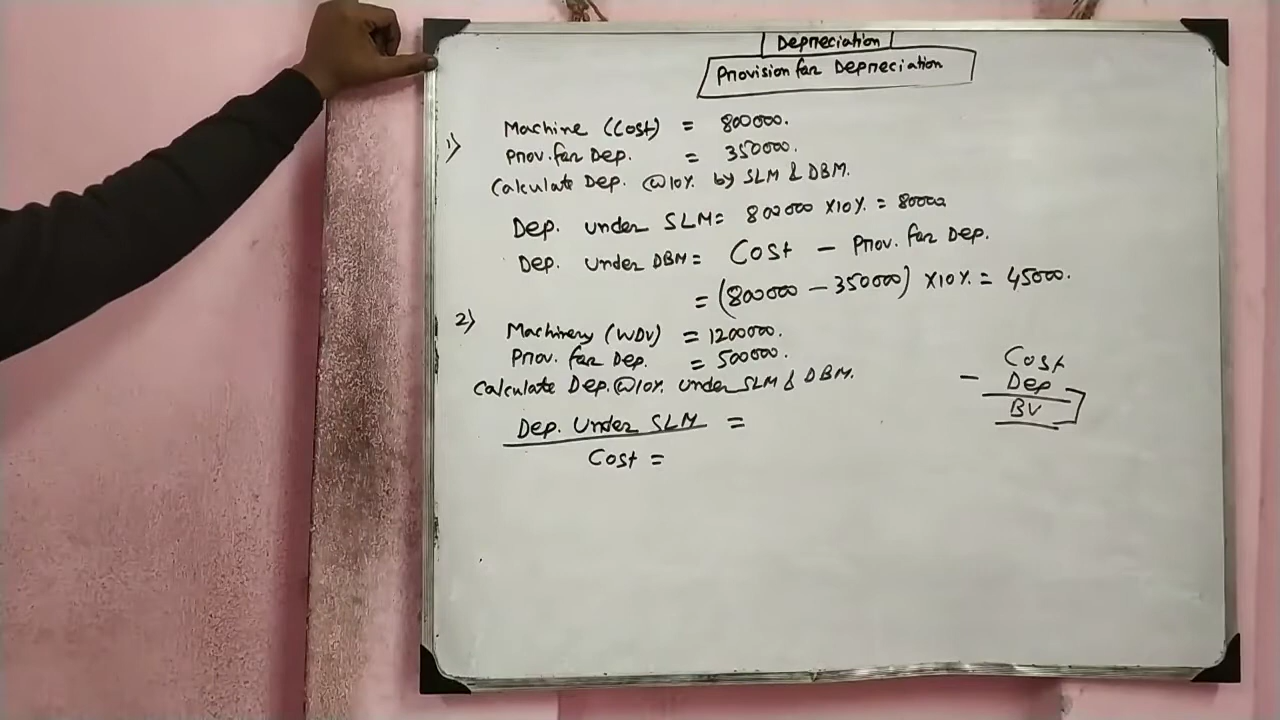 Depreciation
Provision for Depreciation
1) Machine (Cost) = 800000.
Prov. for Dep. = 350000.
Calculate Dep. @10% by SLM & DBM.
Dep. under SLM = 800000 X10% = 80000
Dep. under DBM = Cost - Prov. for Dep.
= (800000 - 350000) X10% = 45000.
2) Machinery (WDV) = 1200000.
Prov. for Dep. = 500000.
Calculate Dep. @10% under SLM & DBM.
Dep. Under SLM =
Cost =
Cost
- Dep
BV